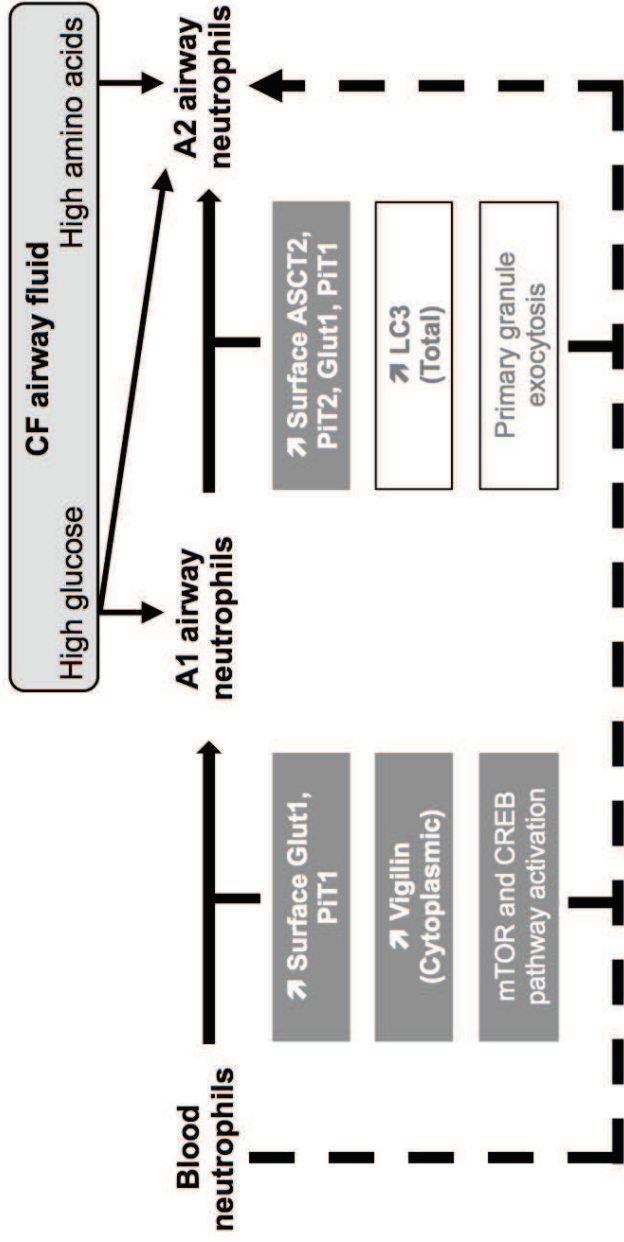 CF airway fluid
High glucose
High amino acids
Blood
neutrophils
A1 airway
neutrophils
A2 airway
neutrophils
↗ Surface Glut1,
PiT1
↗ Vigilin
(Cytoplasmic)
mTOR and CREB
pathway activation
↗ Surface ASCT2,
PiT2, Glut1, PiT1
↗ LC3
(Total)
Primary granule
exocytosis